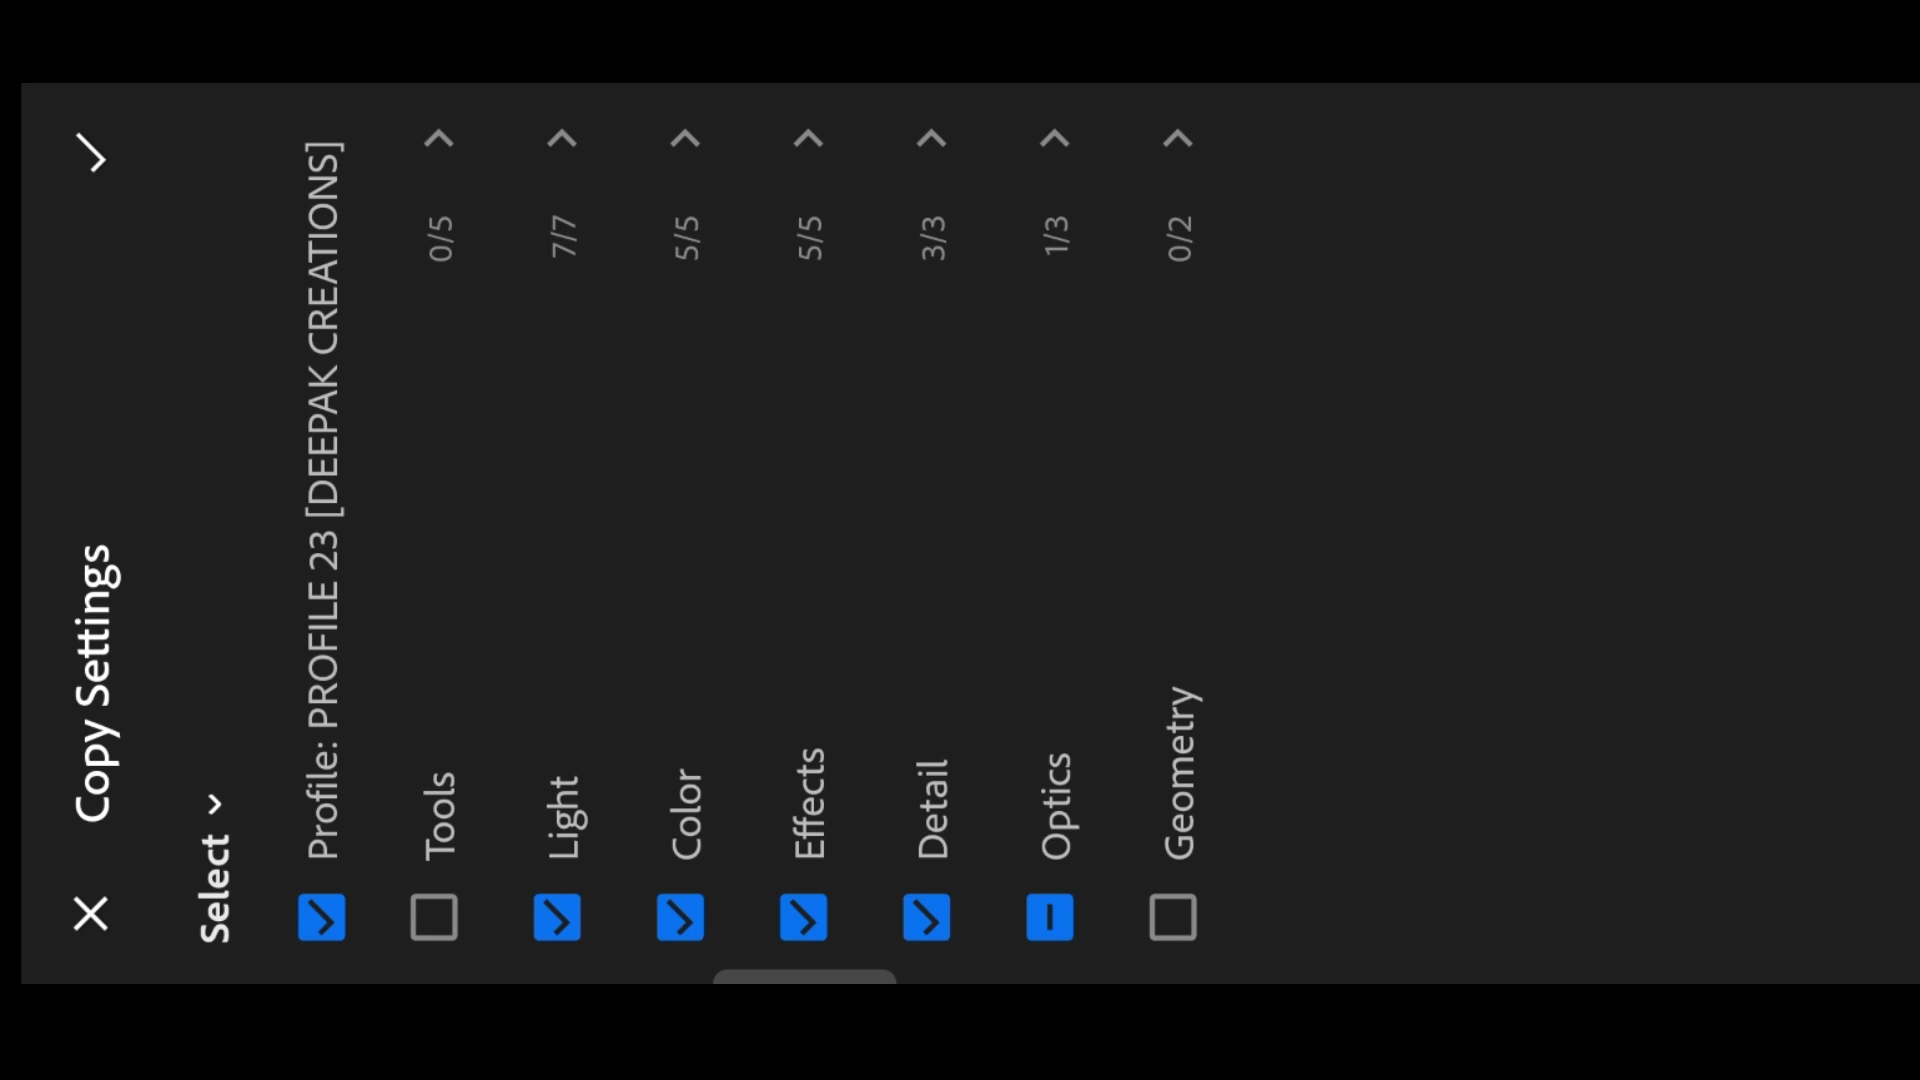 Copy Settings
Select
Profile: PROFILE 23 [DEEPAK CREATIONS]
Tools 0/5
Light 7/7
Color 5/5
Effects 5/5
Detail 3/3
Optics 1/3
Geometry 0/2